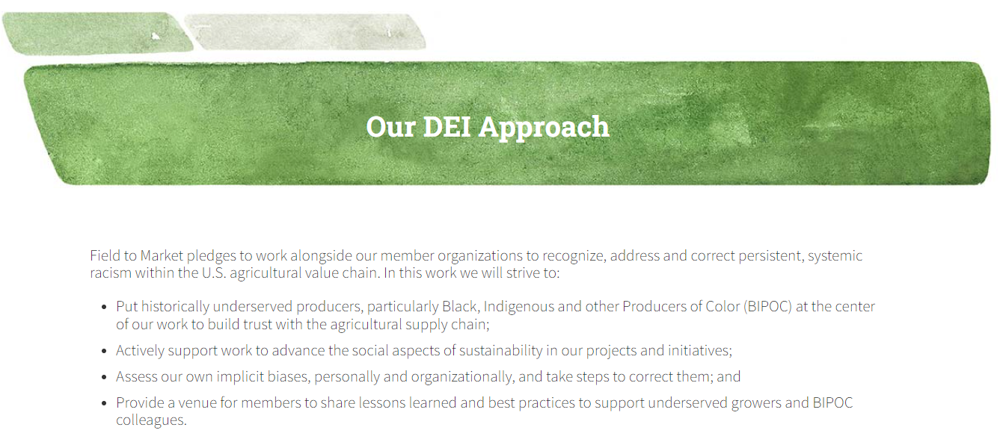 Our DEI Approach
Field to Market pledges to work alongside our member organizations to recognize, address and correct persistent, systemic
racism within the U.S. agricultural value chain. In this work we will strive to:
• Put historically underserved producers, particularly Black, Indigenous and other Producers of Color (BIPOC) at the center
of our work to build trust with the agricultural supply chain;
• Actively support work to advance the social aspects of sustainability in our projects and initiatives;
• Assess our own implicit biases, personally and organizationally, and take steps to correct them; and
• Provide a venue for members to share lessons learned and best practices to support underserved growers and BIPOC
colleagues.